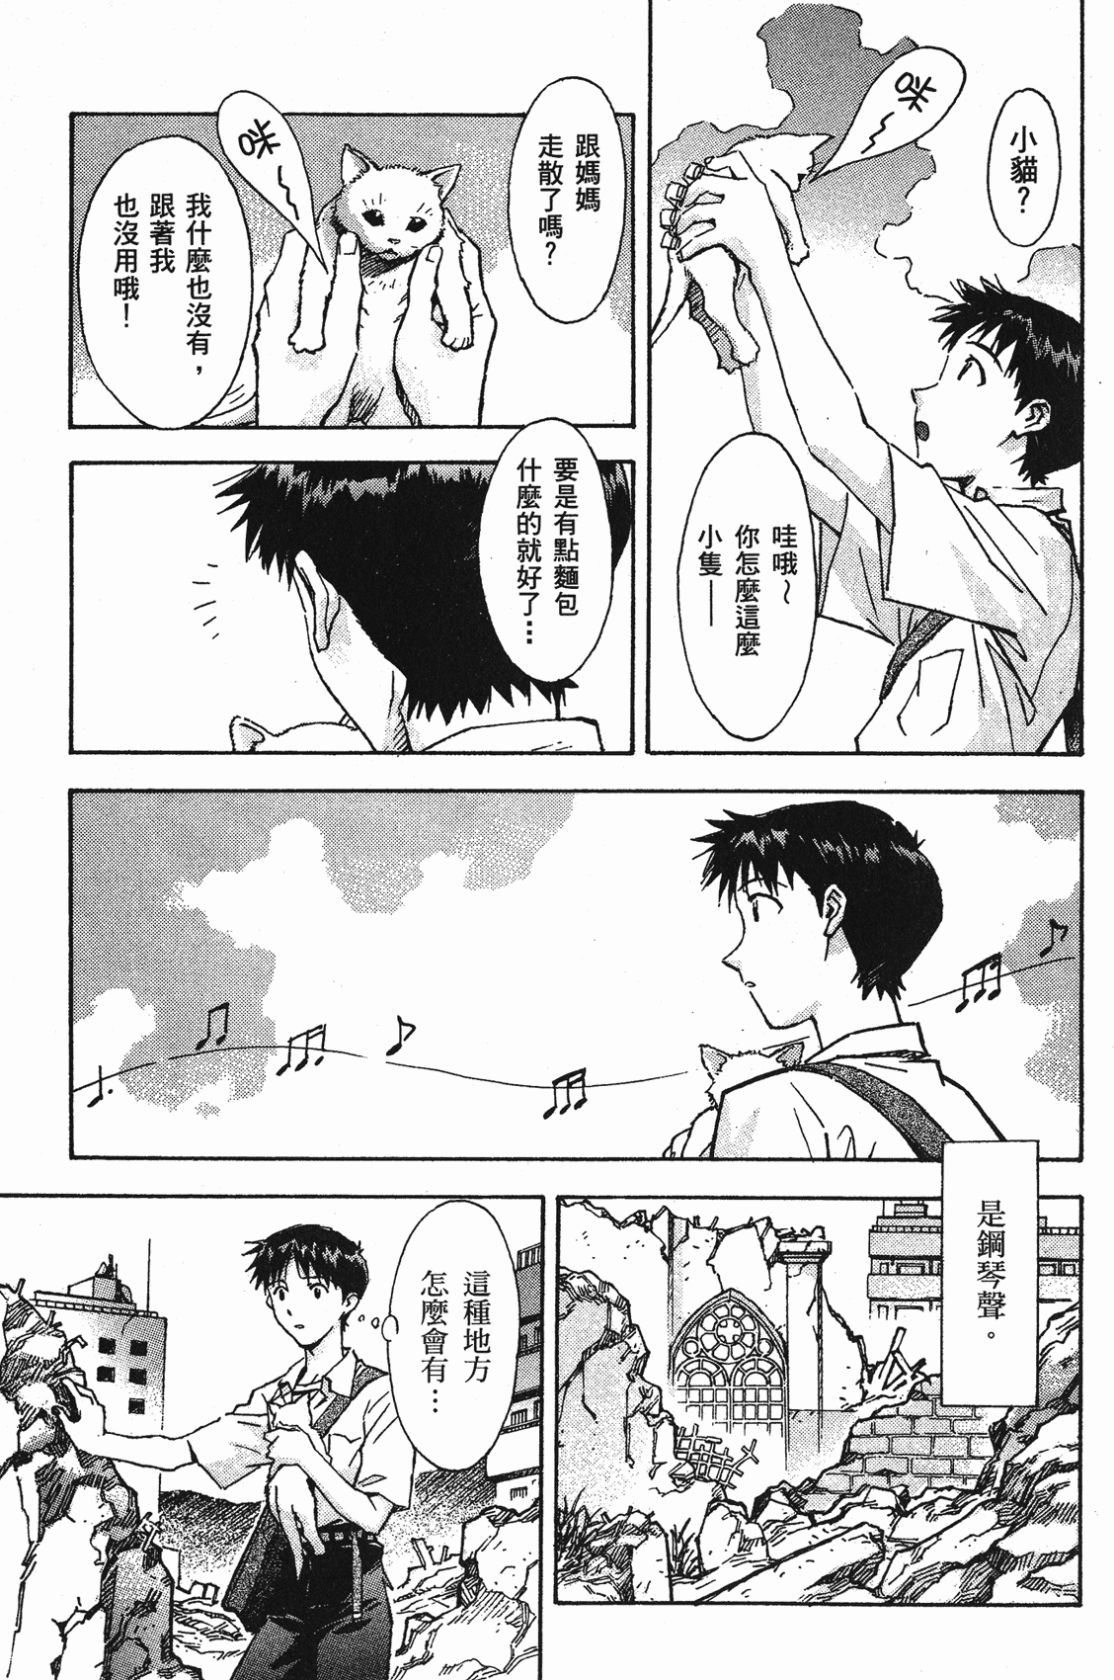 小貓？
咪～
哇哦～
你怎麼這麼
小隻──
跟媽媽
走散了嗎？
咪～
我什麼也沒有，
跟著我
也沒用哦！
要是有點麵包
什麼的就好了…
是鋼琴聲。
這種地方
怎麼會有…